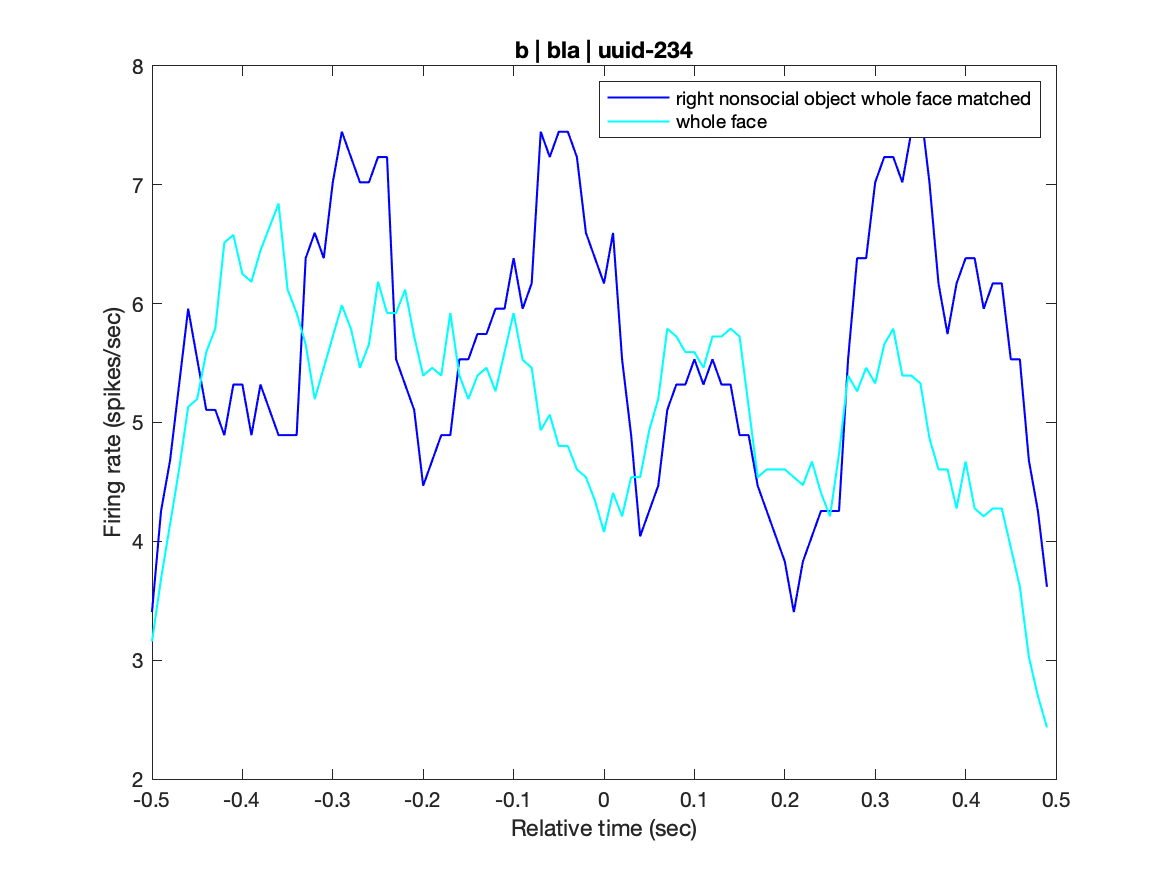 b | bla | uuid-234
right nonsocial object whole face matched
whole face
8
7
6
5
4
3
2
Firing rate (spikes/sec)
-0.5 -0.4 -0.3 -0.2 -0.1 0 0.1 0.2 0.3 0.4 0.5
Relative time (sec)